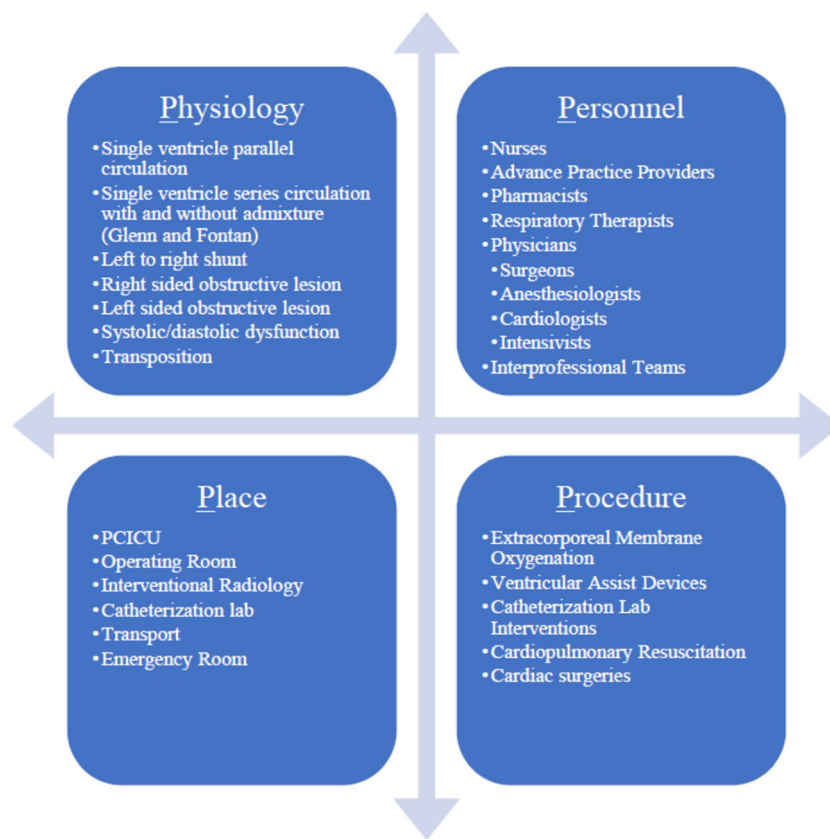 Physiology
•Single ventricle parallel
circulation
•Single ventricle series circulation
with and without admixture
(Glenn and Fontan)
•Left to right shunt
•Right sided obstructive lesion
•Left sided obstructive lesion
•Systolic/diastolic dysfunction
•Transposition
Personnel
•Nurses
•Advance Practice Providers
•Pharmacists
•Respiratory Therapists
•Physicians
•Surgeons
•Anesthesiologists
•Cardiologists
•Intensivists
•Interprofessional Teams
Place
•PCICU
•Operating Room
•Interventional Radiology
•Catheterization lab
•Transport
•Emergency Room
Procedure
•Extracorporeal Membrane
Oxygenation
•Ventricular Assist Devices
•Catheterization Lab
Interventions
•Cardiopulmonary Resuscitation
•Cardiac surgeries